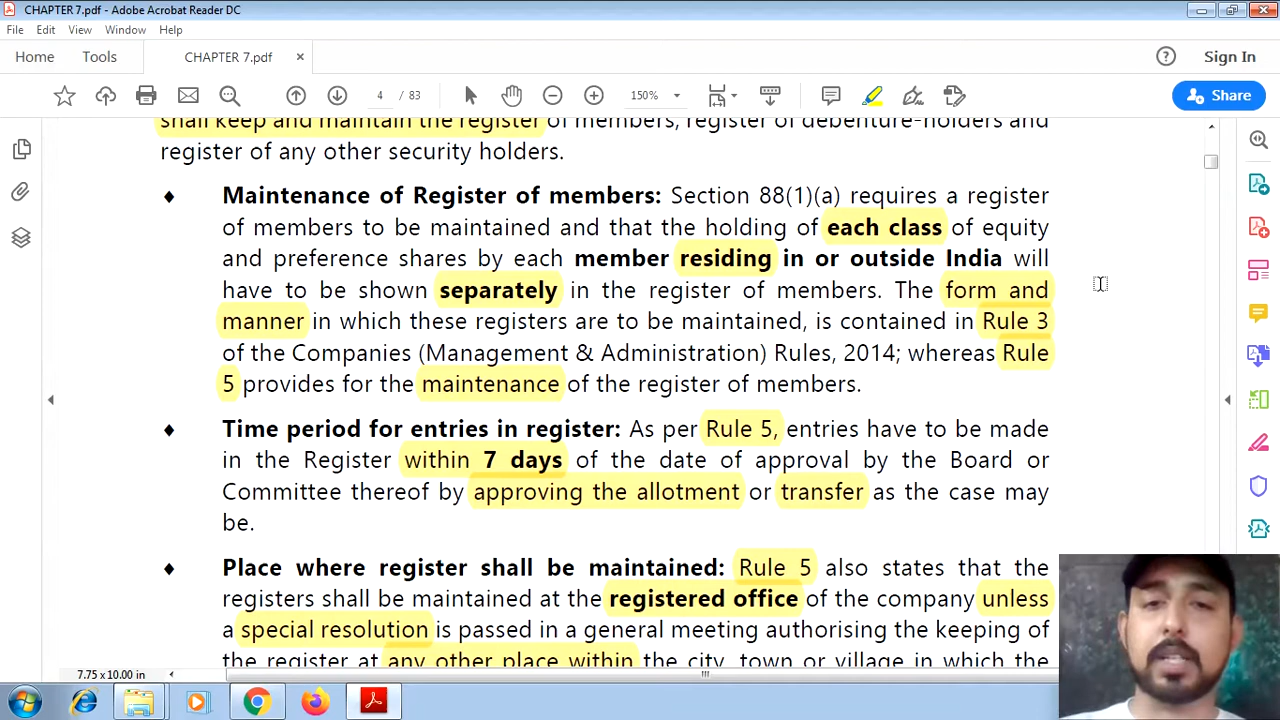 CHAPTER 7.pdf - Adobe Acrobat Reader DC
File Edit View Window Help
Home Tools CHAPTER 7.pdf × Sign In
4 / 83 150% Share
shall keep and maintain the register of members, register of debenture-holders and
register of any other security holders.
♦ Maintenance of Register of members: Section 88(1)(a) requires a register
of members to be maintained and that the holding of each class of equity
and preference shares by each member residing in or outside India will
have to be shown separately in the register of members. The form and
manner in which these registers are to be maintained, is contained in Rule 3
of the Companies (Management & Administration) Rules, 2014; whereas Rule
5 provides for the maintenance of the register of members.
♦ Time period for entries in register: As per Rule 5, entries have to be made
in the Register within 7 days of the date of approval by the Board or
Committee thereof by approving the allotment or transfer as the case may
be.
♦ Place where register shall be maintained: Rule 5 also states that the
registers shall be maintained at the registered office of the company unless
a special resolution is passed in a general meeting authorising the keeping of
the register at any other place within the city, town or village in which the
7.75 x 10.00 in